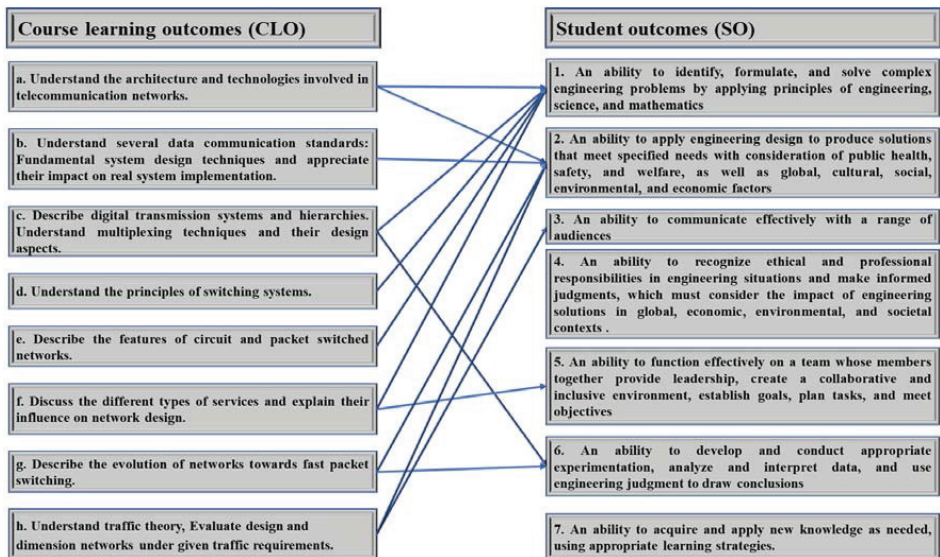 Course learning outcomes (CLO)
a. Understand the architecture and technologies involved in
telecommunication networks.
b. Understand several data communication standards:
Fundamental system design techniques and appreciate
their impact on real system implementation.
c. Describe digital transmission systems and hierarchies.
Understand multiplexing techniques and their design
aspects.
d. Understand the principles of switching systems.
e. Describe the features of circuit and packet switched
networks.
f. Discuss the different types of services and explain their
influence on network design.
g. Describe the evolution of networks towards fast packet
switching.
h. Understand traffic theory, Evaluate design and
dimension networks under given traffic requirements.
Student outcomes (SO)
1. An ability to identify, formulate, and solve complex
engineering problems by applying principles of engineering,
science, and mathematics
2. An ability to apply engineering design to produce solutions
that meet specified needs with consideration of public health,
safety, and welfare, as well as global, cultural, social,
environmental, and economic factors
3. An ability to communicate effectively with a range of
audiences
4. An ability to recognize ethical and professional
responsibilities in engineering situations and make informed
judgments, which must consider the impact of engineering
solutions in global, economic, environmental, and societal
contexts .
5. An ability to function effectively on a team whose members
together provide leadership, create a collaborative and
inclusive environment, establish goals, plan tasks, and meet
objectives
6. An ability to develop and conduct appropriate
experimentation, analyze and interpret data, and use
engineering judgment to draw conclusions
7. An ability to acquire and apply new knowledge as needed,
using appropriate learning strategies.